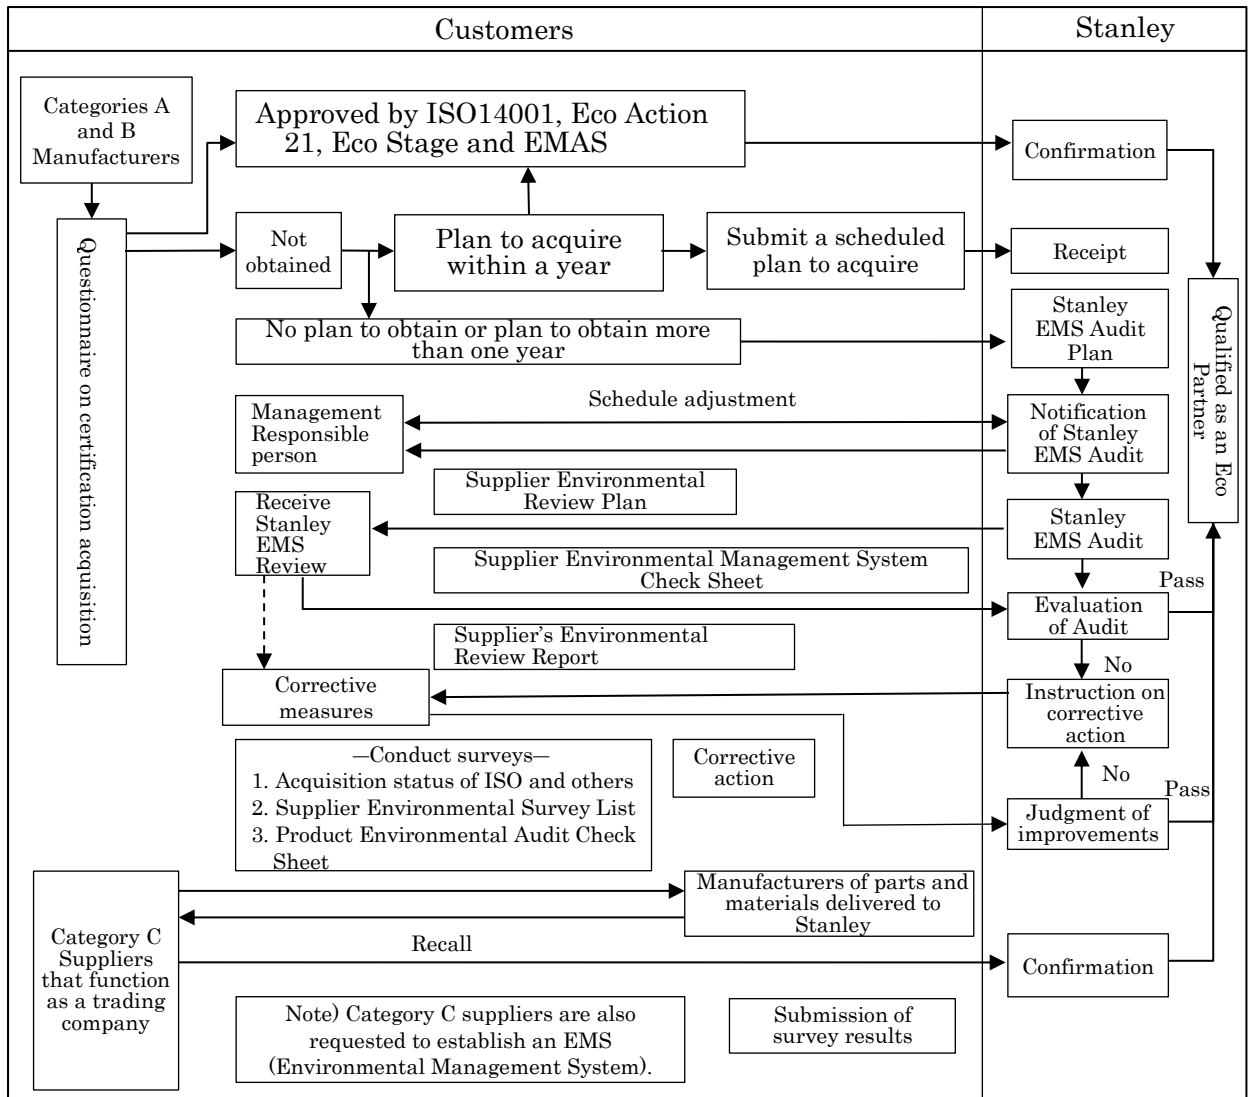 Customers
Stanley
Categories A
and B
Manufacturers
Approved by ISO14001, Eco Action
21, Eco Stage and EMAS
Confirmation
Questionnaire on certification acquisition
Not
obtained
Plan to acquire
within a year
Submit a scheduled
plan to acquire
Receipt
No plan to obtain or plan to obtain more
than one year
Stanley
EMS Audit
Plan
Qualified as an Eco
Partner
Management
Responsible
person
Schedule adjustment
Notification
of Stanley
EMS Audit
Supplier Environmental
Review Plan
Receive
Stanley
EMS
Review
Stanley
EMS Audit
Supplier Environmental Management System
Check Sheet
Pass
Evaluation
of Audit
Supplier's Environmental
Review Report
No
Corrective
measures
Instruction on
corrective
action
—Conduct surveys—
1. Acquisition status of ISO and others
2. Supplier Environmental Survey List
3. Product Environmental Audit Check
Sheet
Corrective
action
No
Pass
Judgment of
improvements
Category C
Suppliers
that function
as a trading
company
Manufacturers of parts and
materials delivered to
Stanley
Recall
Confirmation
Note) Category C suppliers are also
requested to establish an EMS
(Environmental Management System).
Submission of
survey results